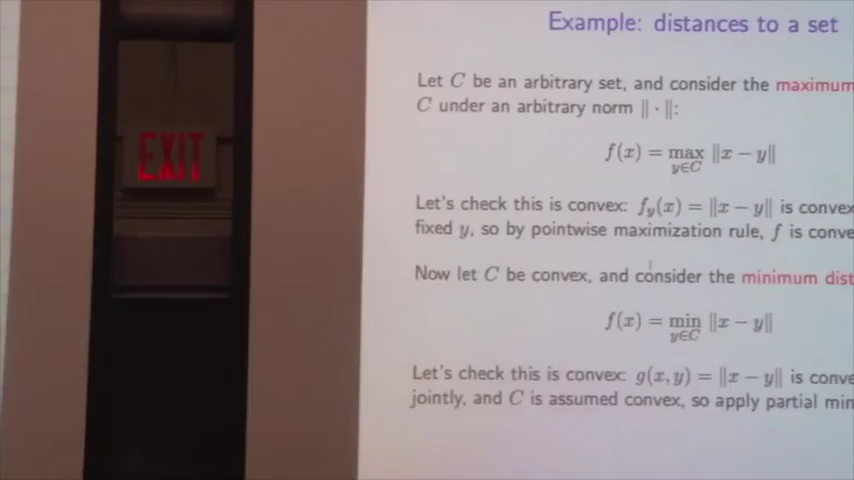 EXIT
Example: distances to a set
Let C be an arbitrary set, and consider the maximum
C under an arbitrary norm ‖ · ‖:
f(x) = max ‖x − y‖
y∈C
Let's check this is convex: f_y(x) = ‖x − y‖ is convex
fixed y, so by pointwise maximization rule, f is conve
Now let C be convex, and consider the minimum dist
f(x) = min ‖x − y‖
y∈C
Let's check this is convex: g(x, y) = ‖x − y‖ is conve
jointly, and C is assumed convex, so apply partial min